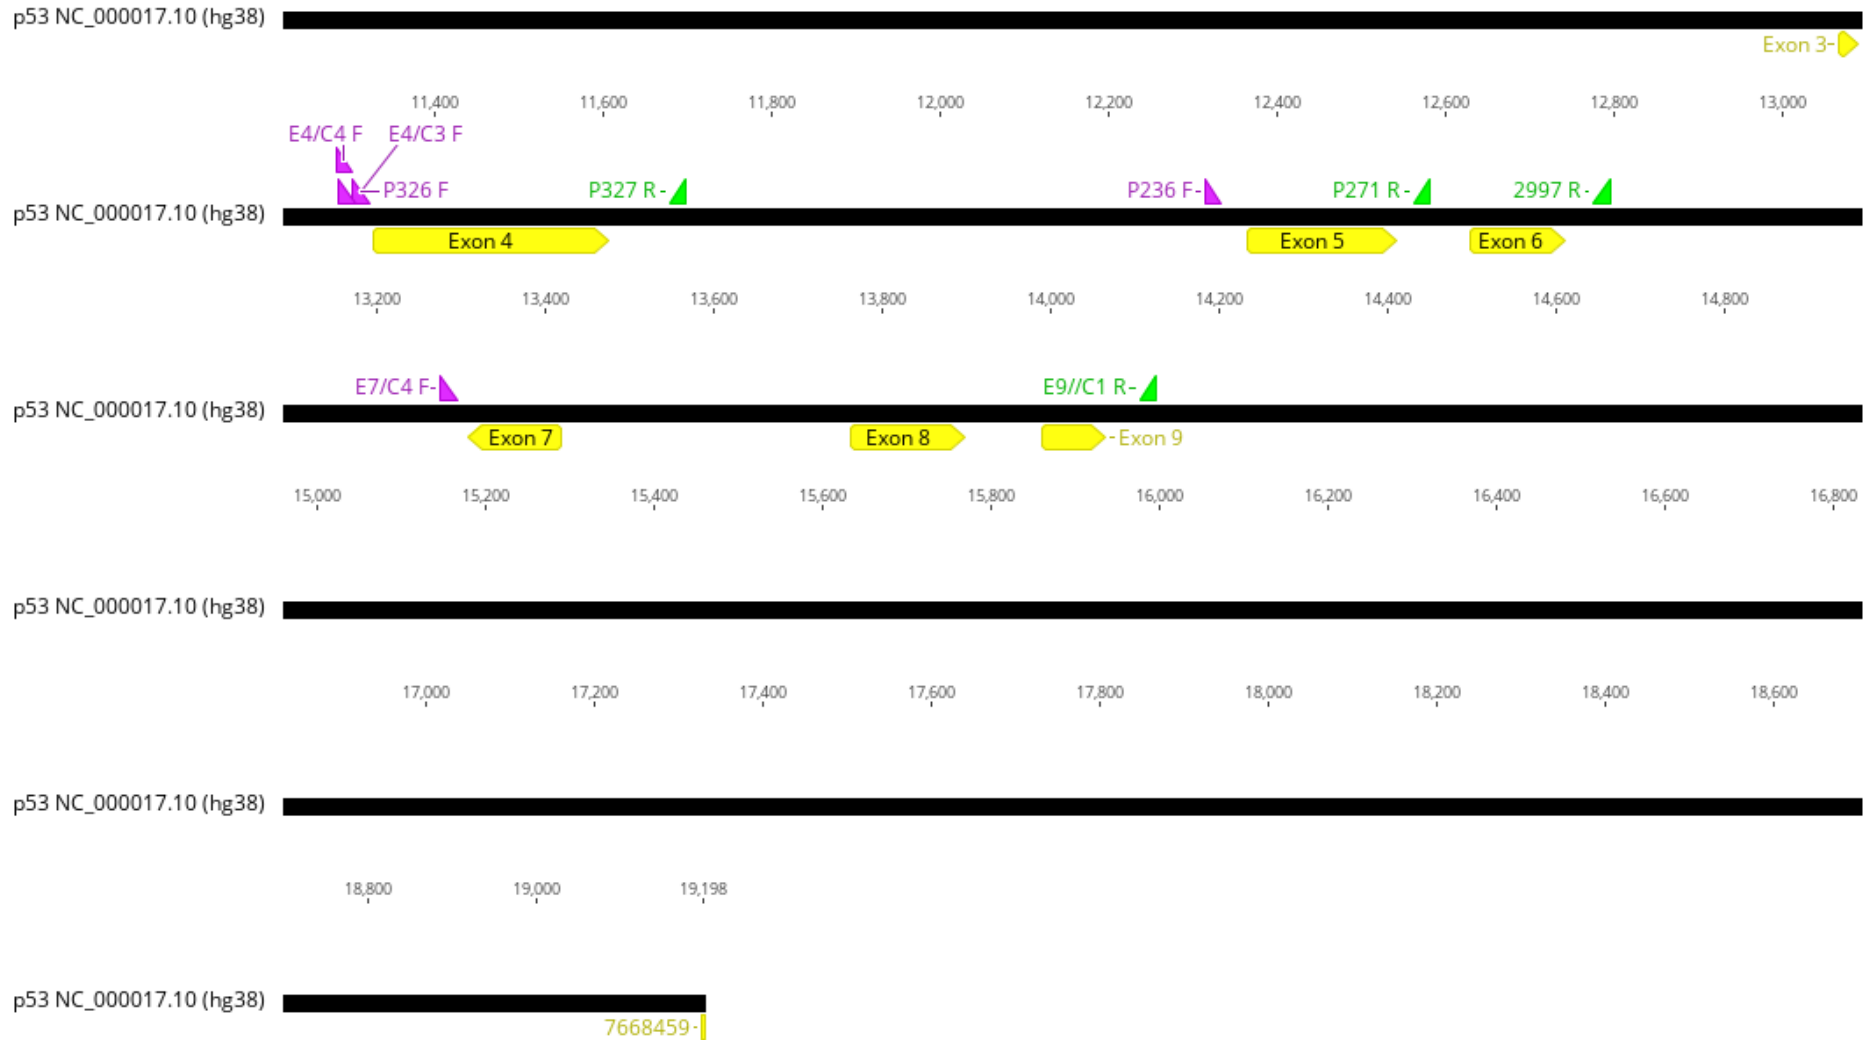 p53 NC_000017.10 (hg38)
Exon 3
11,400 11,600 11,800 12,000 12,200 12,400 12,600 12,800 13,000
E4/C4 F E4/C3 F
P326 F P327 R P236 F P271 R 2997 R
p53 NC_000017.10 (hg38)
Exon 4 Exon 5 Exon 6
13,200 13,400 13,600 13,800 14,000 14,200 14,400 14,600 14,800
E7/C4 F E9//C1 R
p53 NC_000017.10 (hg38)
Exon 7 Exon 8 Exon 9
15,000 15,200 15,400 15,600 15,800 16,000 16,200 16,400 16,600 16,800
p53 NC_000017.10 (hg38)
17,000 17,200 17,400 17,600 17,800 18,000 18,200 18,400 18,600
p53 NC_000017.10 (hg38)
18,800 19,000 19,198
p53 NC_000017.10 (hg38)
7668459